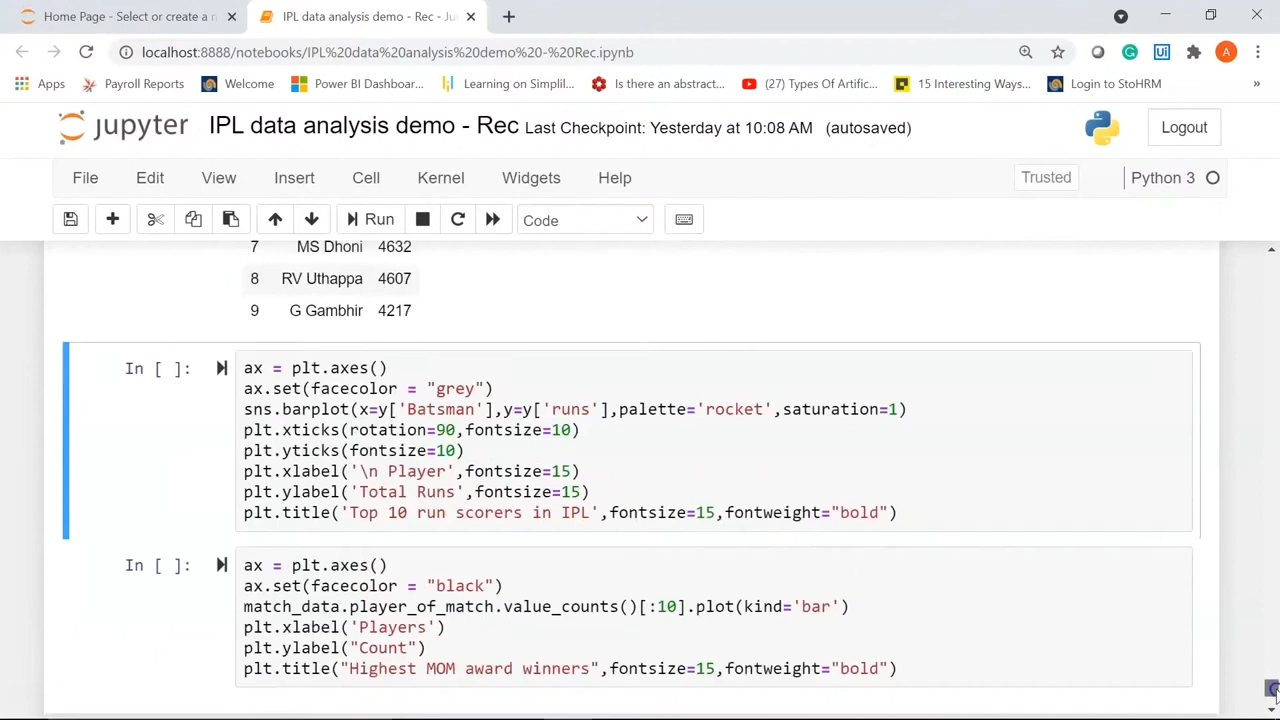 Home Page - Select or create a n
IPL data analysis demo - Rec - Ju
localhost:8888/notebooks/IPL%20data%20analysis%20demo%20-%20Rec.ipynb
A
Apps
Payroll Reports
Welcome
Power BI Dashboar...
Learning on Simplil...
Is there an abstract...
(27) Types Of Artific...
15 Interesting Ways...
Login to StoHRM
»
jupyter IPL data analysis demo - Rec Last Checkpoint: Yesterday at 10:08 AM (autosaved)
Logout
File Edit View Insert Cell Kernel Widgets Help
Trusted
Python 3
Run
Code
7 MS Dhoni 4632
8 RV Uthappa 4607
9 G Gambhir 4217
In [ ]:
ax = plt.axes()
ax.set(facecolor = "grey")
sns.barplot(x=y['Batsman'],y=y['runs'],palette='rocket',saturation=1)
plt.xticks(rotation=90,fontsize=10)
plt.yticks(fontsize=10)
plt.xlabel('\n Player',fontsize=15)
plt.ylabel('Total Runs',fontsize=15)
plt.title('Top 10 run scorers in IPL',fontsize=15,fontweight="bold")
In [ ]:
ax = plt.axes()
ax.set(facecolor = "black")
match_data.player_of_match.value_counts()[:10].plot(kind='bar')
plt.xlabel('Players')
plt.ylabel("Count")
plt.title("Highest MOM award winners",fontsize=15,fontweight="bold")